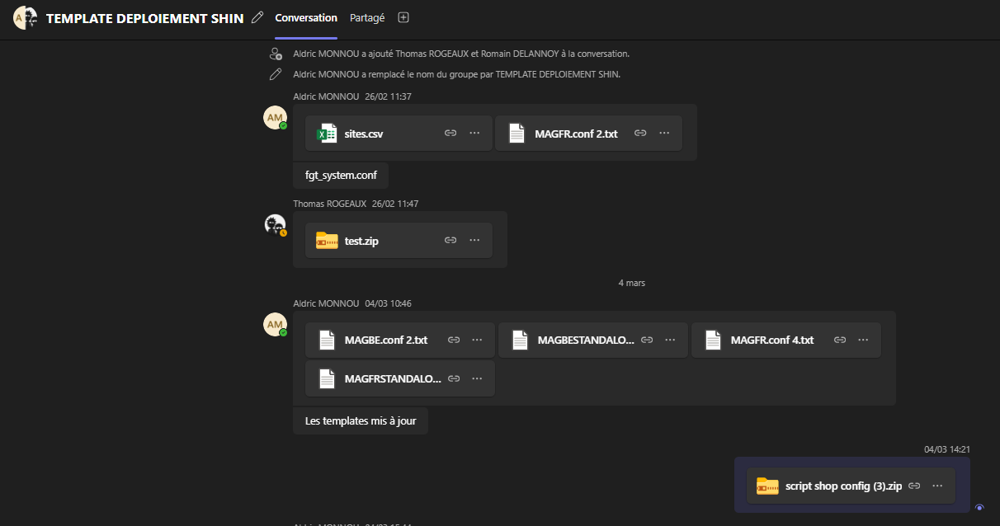 A
TEMPLATE DEPLOIEMENT SHIN
Conversation
Partagé
Aldric MONNOU a ajouté Thomas ROGEAUX et Romain DELANNOY à la conversation.
Aldric MONNOU a remplacé le nom du groupe par TEMPLATE DEPLOIEMENT SHIN.
Aldric MONNOU 26/02 11:37
AM
sites.csv
MAGFR.conf 2.txt
fgt_system.conf
Thomas ROGEAUX 26/02 11:47
test.zip
4 mars
Aldric MONNOU 04/03 10:46
AM
MAGBE.conf 2.txt
MAGBESTANDALO...
MAGFR.conf 4.txt
MAGFRSTANDALO...
Les templates mis à jour
04/03 14:21
script shop config (3).zip